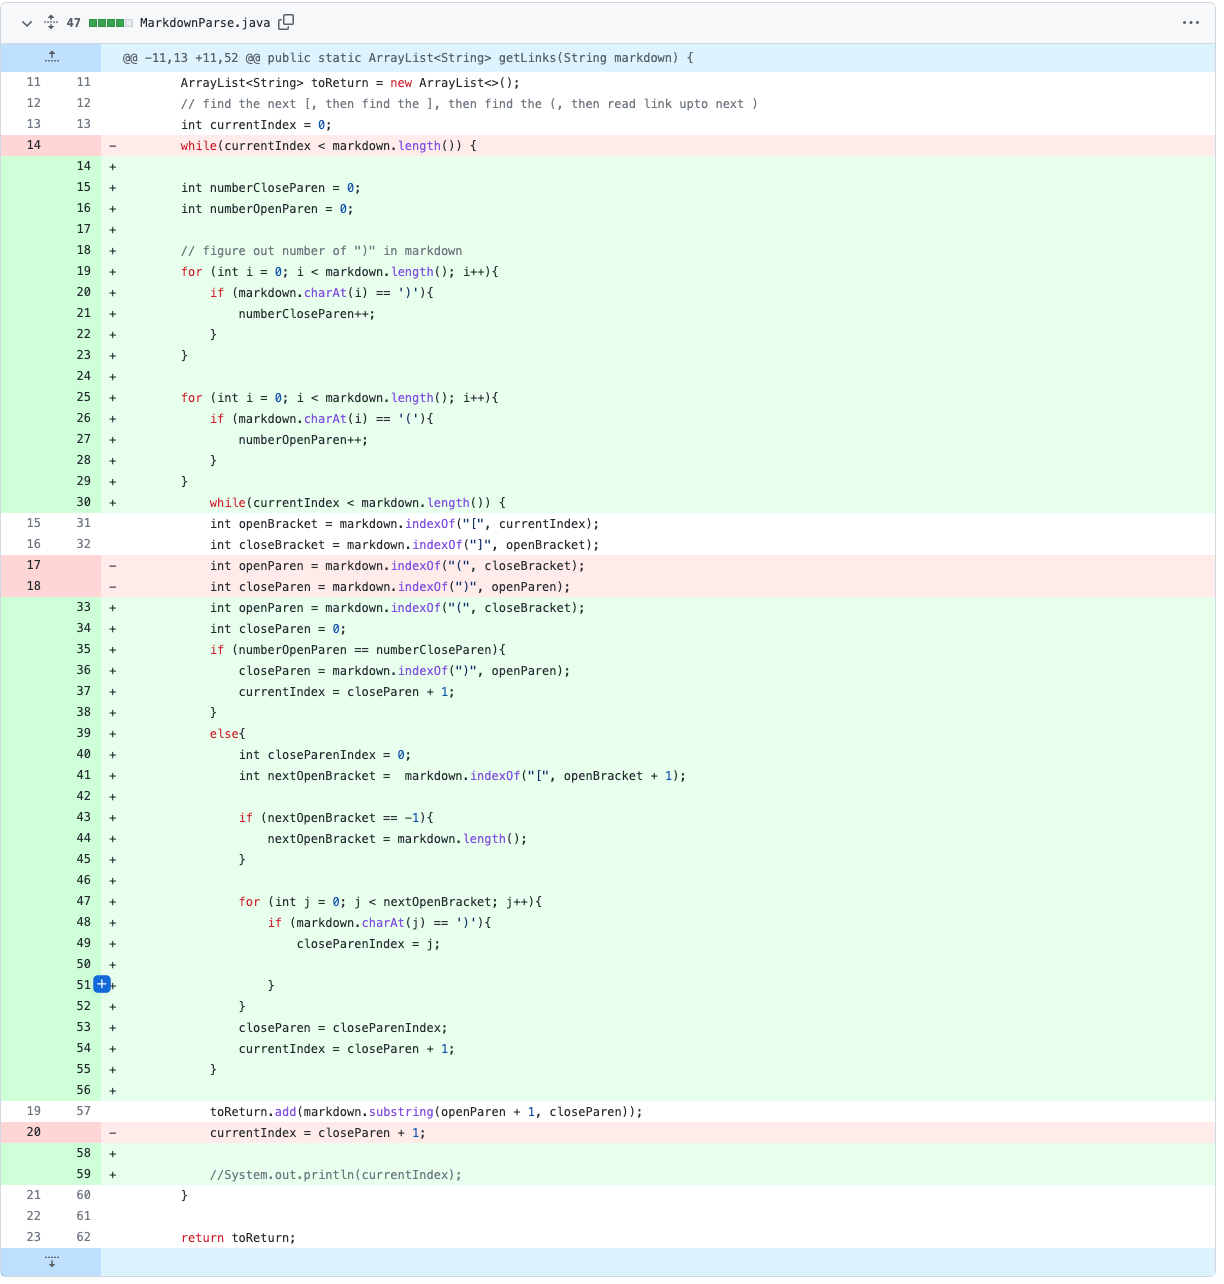 47 MarkdownParse.java
@@ -11,13 +11,52 @@ public static ArrayList<String> getLinks(String markdown) {
11 11 ArrayList<String> toReturn = new ArrayList<>();
12 12 // find the next [, then find the ], then find the (, then read link upto next )
13 13 int currentIndex = 0;
14 - while(currentIndex < markdown.length()) {
14 +
15 + int numberCloseParen = 0;
16 + int numberOpenParen = 0;
17 +
18 + // figure out number of ")" in markdown
19 + for (int i = 0; i < markdown.length(); i++){
20 + if (markdown.charAt(i) == ')'){
21 + numberCloseParen++;
22 + }
23 + }
24 +
25 + for (int i = 0; i < markdown.length(); i++){
26 + if (markdown.charAt(i) == '('){
27 + numberOpenParen++;
28 + }
29 + }
30 + while(currentIndex < markdown.length()) {
15 31 int openBracket = markdown.indexOf("[", currentIndex);
16 32 int closeBracket = markdown.indexOf("]", openBracket);
17 - int openParen = markdown.indexOf("(", closeBracket);
18 - int closeParen = markdown.indexOf(")", openParen);
33 + int openParen = markdown.indexOf("(", closeBracket);
34 + int closeParen = 0;
35 + if (numberOpenParen == numberCloseParen){
36 + closeParen = markdown.indexOf(")", openParen);
37 + currentIndex = closeParen + 1;
38 + }
39 + else{
40 + int closeParenIndex = 0;
41 + int nextOpenBracket =  markdown.indexOf("[", openBracket + 1);
42 +
43 + if (nextOpenBracket == -1){
44 + nextOpenBracket = markdown.length();
45 + }
46 +
47 + for (int j = 0; j < nextOpenBracket; j++){
48 + if (markdown.charAt(j) == ')'){
49 + closeParenIndex = j;
50 +
51 + }
52 + }
53 + closeParen = closeParenIndex;
54 + currentIndex = closeParen + 1;
55 + }
56 +
19 57 toReturn.add(markdown.substring(openParen + 1, closeParen));
20 - currentIndex = closeParen + 1;
58 +
59 + //System.out.println(currentIndex);
21 60 }
22 61
23 62 return toReturn;